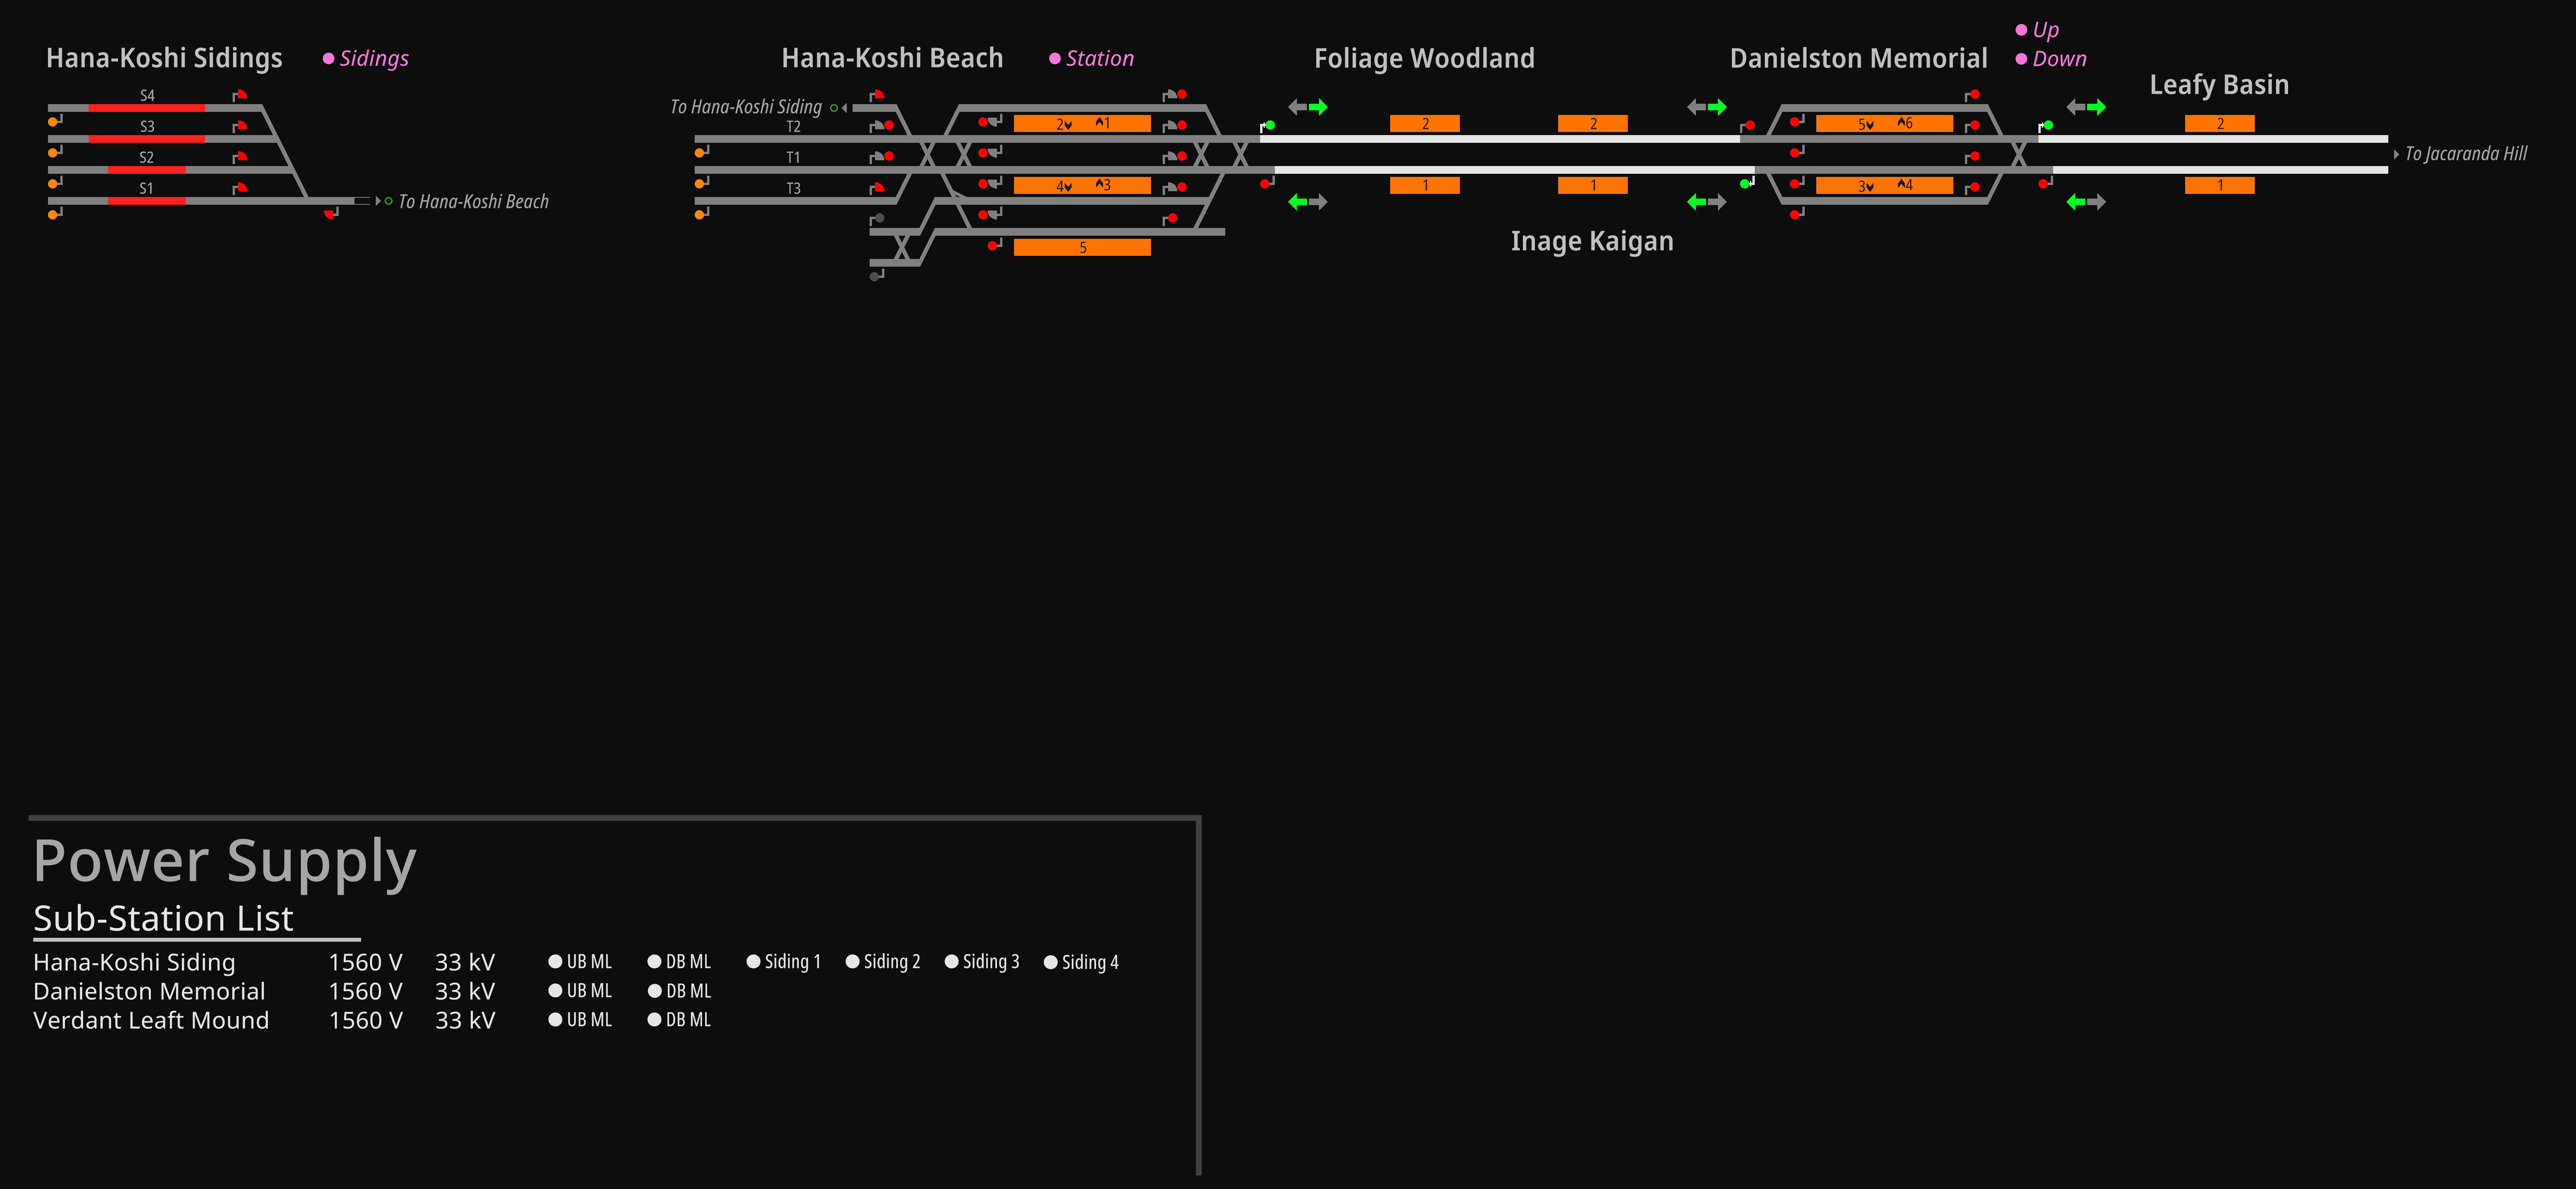 Up
Hana-Koshi Sidings Sidings Hana-Koshi Beach Station Foliage Woodland Danielston Memorial Down
Leafy Basin
S4
To Hana-Koshi Siding
2 1 2 2 5 6 2
S3 T2
S2 T1 To Jacaranda Hill
S1 T3 4 3 1 1 3 4 1
To Hana-Koshi Beach
Inage Kaigan
5
Power Supply
Sub-Station List
Hana-Koshi Siding 1560 V 33 kV UB ML DB ML Siding 1 Siding 2 Siding 3 Siding 4
Danielston Memorial 1560 V 33 kV UB ML DB ML
Verdant Leaft Mound 1560 V 33 kV UB ML DB ML